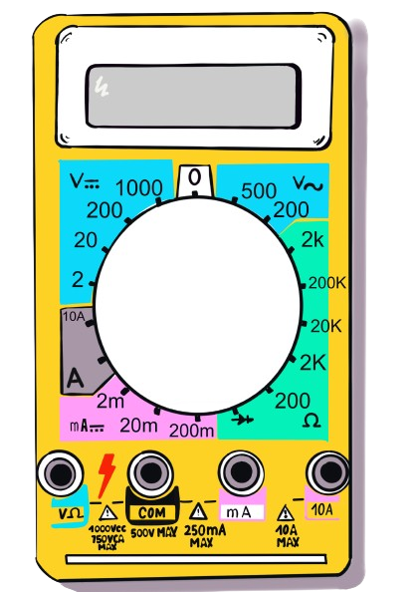 V⎓ 1000 0 500 V~
200 200
20 2k
2 200K
10A 20K
A 2K
2m 200
mA⎓ 20m 200m Ω
VΩ COM mA 10A
1000Vcc 500V MAX 250mA 10A
750VCA MAX MAX
MAX